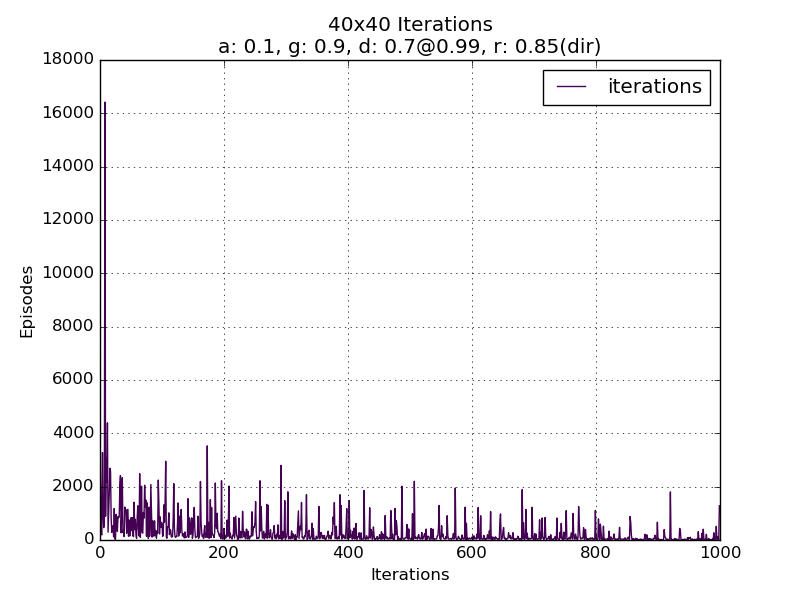 40x40 Iterations
a: 0.1, g: 0.9, d: 0.7@0.99, r: 0.85(dir)
18000
iterations
16000
14000
12000
10000
Episodes
8000
6000
4000
2000
0
0 200 400 600 800 1000
Iterations